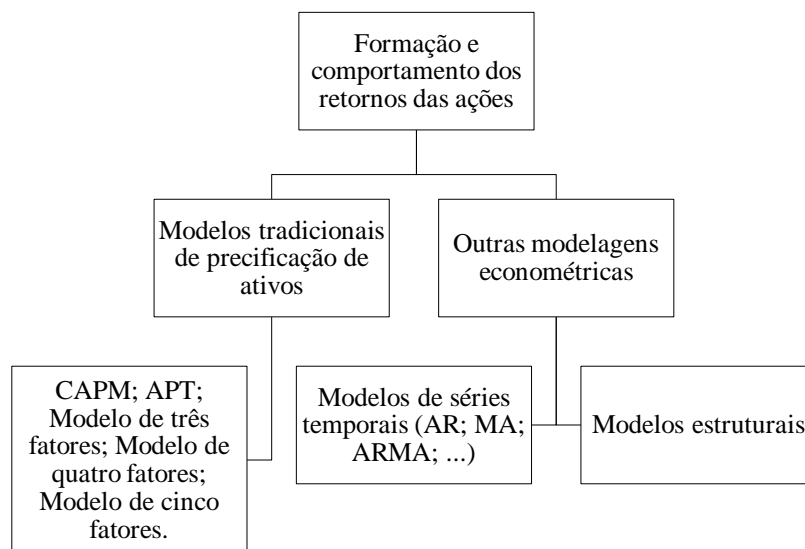 Formação e
comportamento dos
retornos das ações
Modelos tradicionais
de precificação de
ativos
Outras modelagens
econométricas
CAPM; APT;
Modelo de três
fatores; Modelo de
quatro fatores;
Modelo de cinco
fatores.
Modelos de séries
temporais (AR; MA;
ARMA; ...)
Modelos estruturais